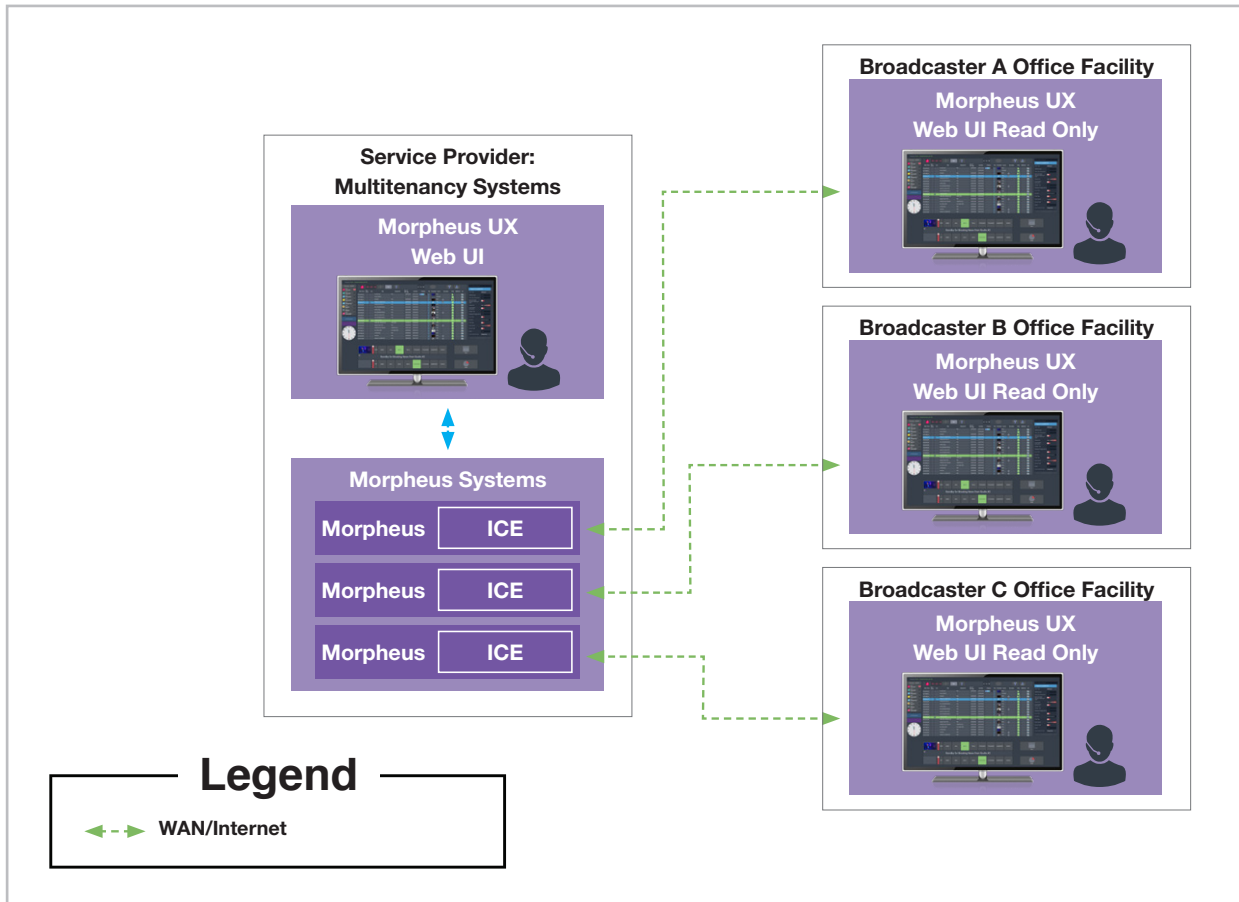 Service Provider:
Multitenancy Systems
Morpheus UX
Web UI
Morpheus Systems
Morpheus ICE
Morpheus ICE
Morpheus ICE
Broadcaster A Office Facility
Morpheus UX
Web UI Read Only
Broadcaster B Office Facility
Morpheus UX
Web UI Read Only
Broadcaster C Office Facility
Morpheus UX
Web UI Read Only
Legend
WAN/Internet